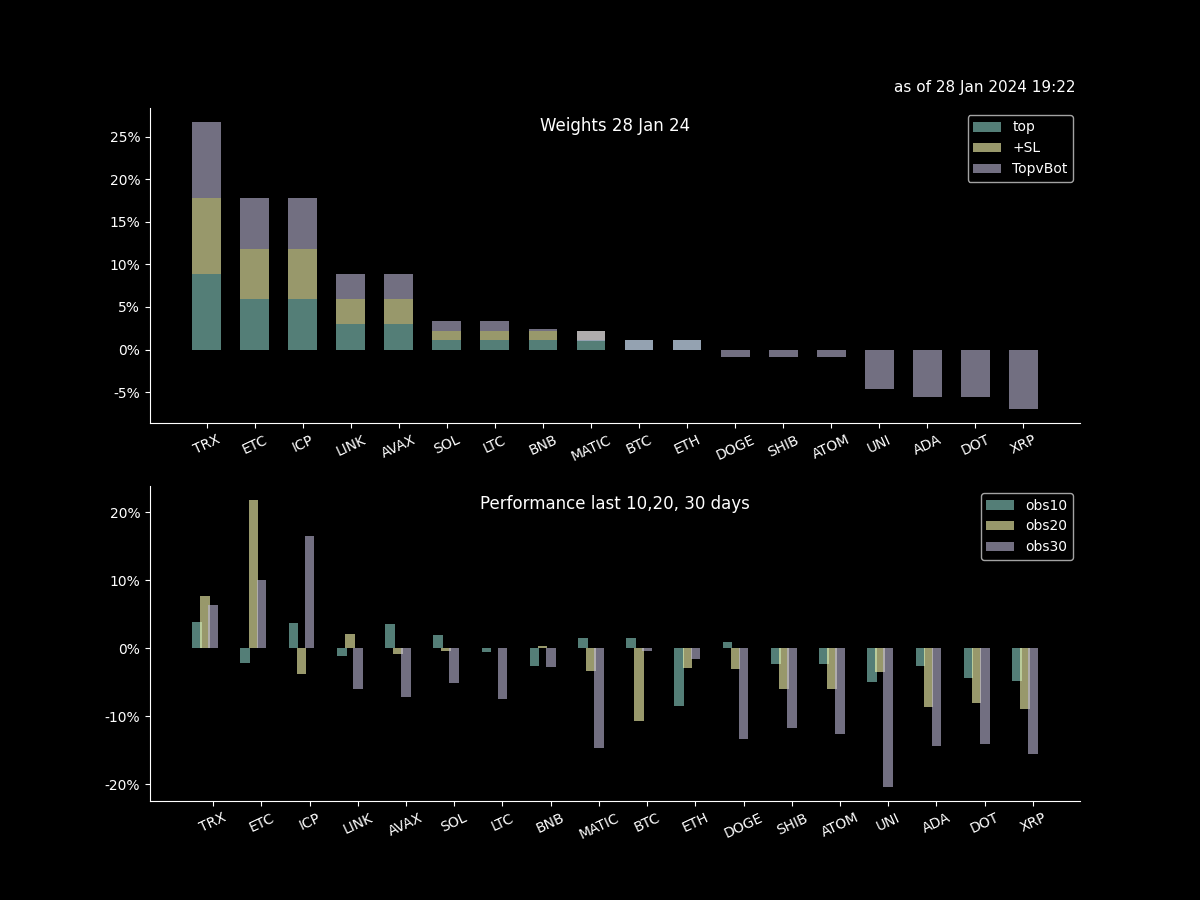 as of 28 Jan 2024 19:22
Weights 28 Jan 24
top
+SL
TopvBot
25%
20%
15%
10%
5%
0%
-5%
TRX ETC ICP LINK AVAX SOL LTC BNB MATIC BTC ETH DOGE SHIB ATOM UNI ADA DOT XRP
Performance last 10,20, 30 days
obs10
obs20
obs30
20%
10%
0%
-10%
-20%
TRX ETC ICP LINK AVAX SOL LTC BNB MATIC BTC ETH DOGE SHIB ATOM UNI ADA DOT XRP